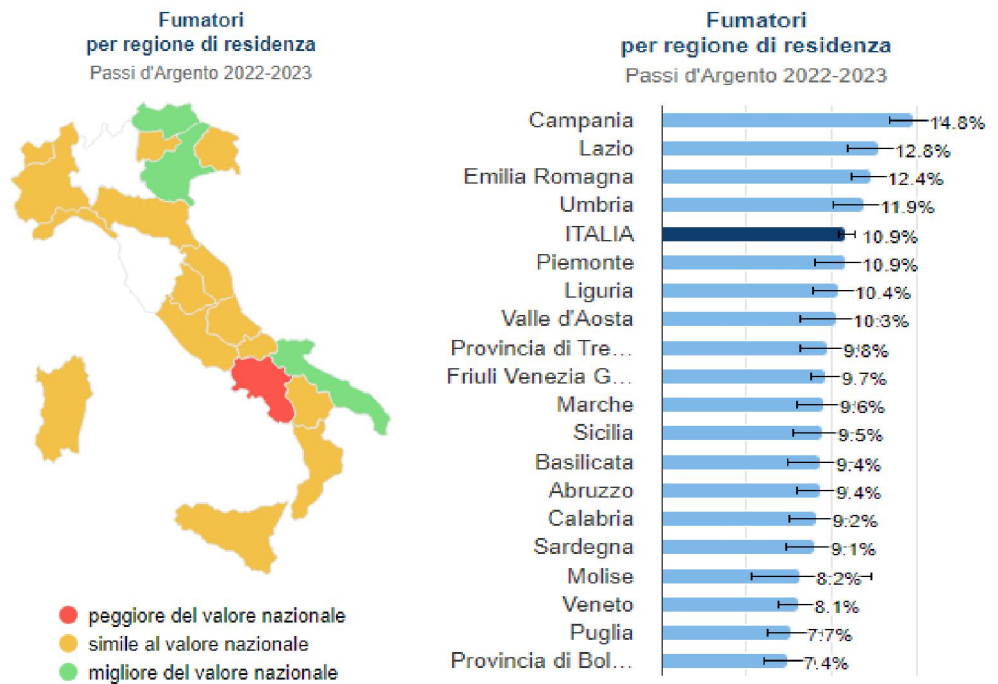 Fumatori
per regione di residenza
Passi d'Argento 2022-2023
peggiore del valore nazionale
simile al valore nazionale
migliore del valore nazionale
Fumatori
per regione di residenza
Passi d'Argento 2022-2023
Campania 14.8%
Lazio 12.8%
Emilia Romagna 12.4%
Umbria 11.9%
ITALIA 10.9%
Piemonte 10.9%
Liguria 10.4%
Valle d'Aosta 10.3%
Provincia di Tre... 9.8%
Friuli Venezia G... 9.7%
Marche 9.6%
Sicilia 9.5%
Basilicata 9.4%
Abruzzo 9.4%
Calabria 9.2%
Sardegna 9.1%
Molise 8.2%
Veneto 8.1%
Puglia 7.7%
Provincia di Bol... 7.4%